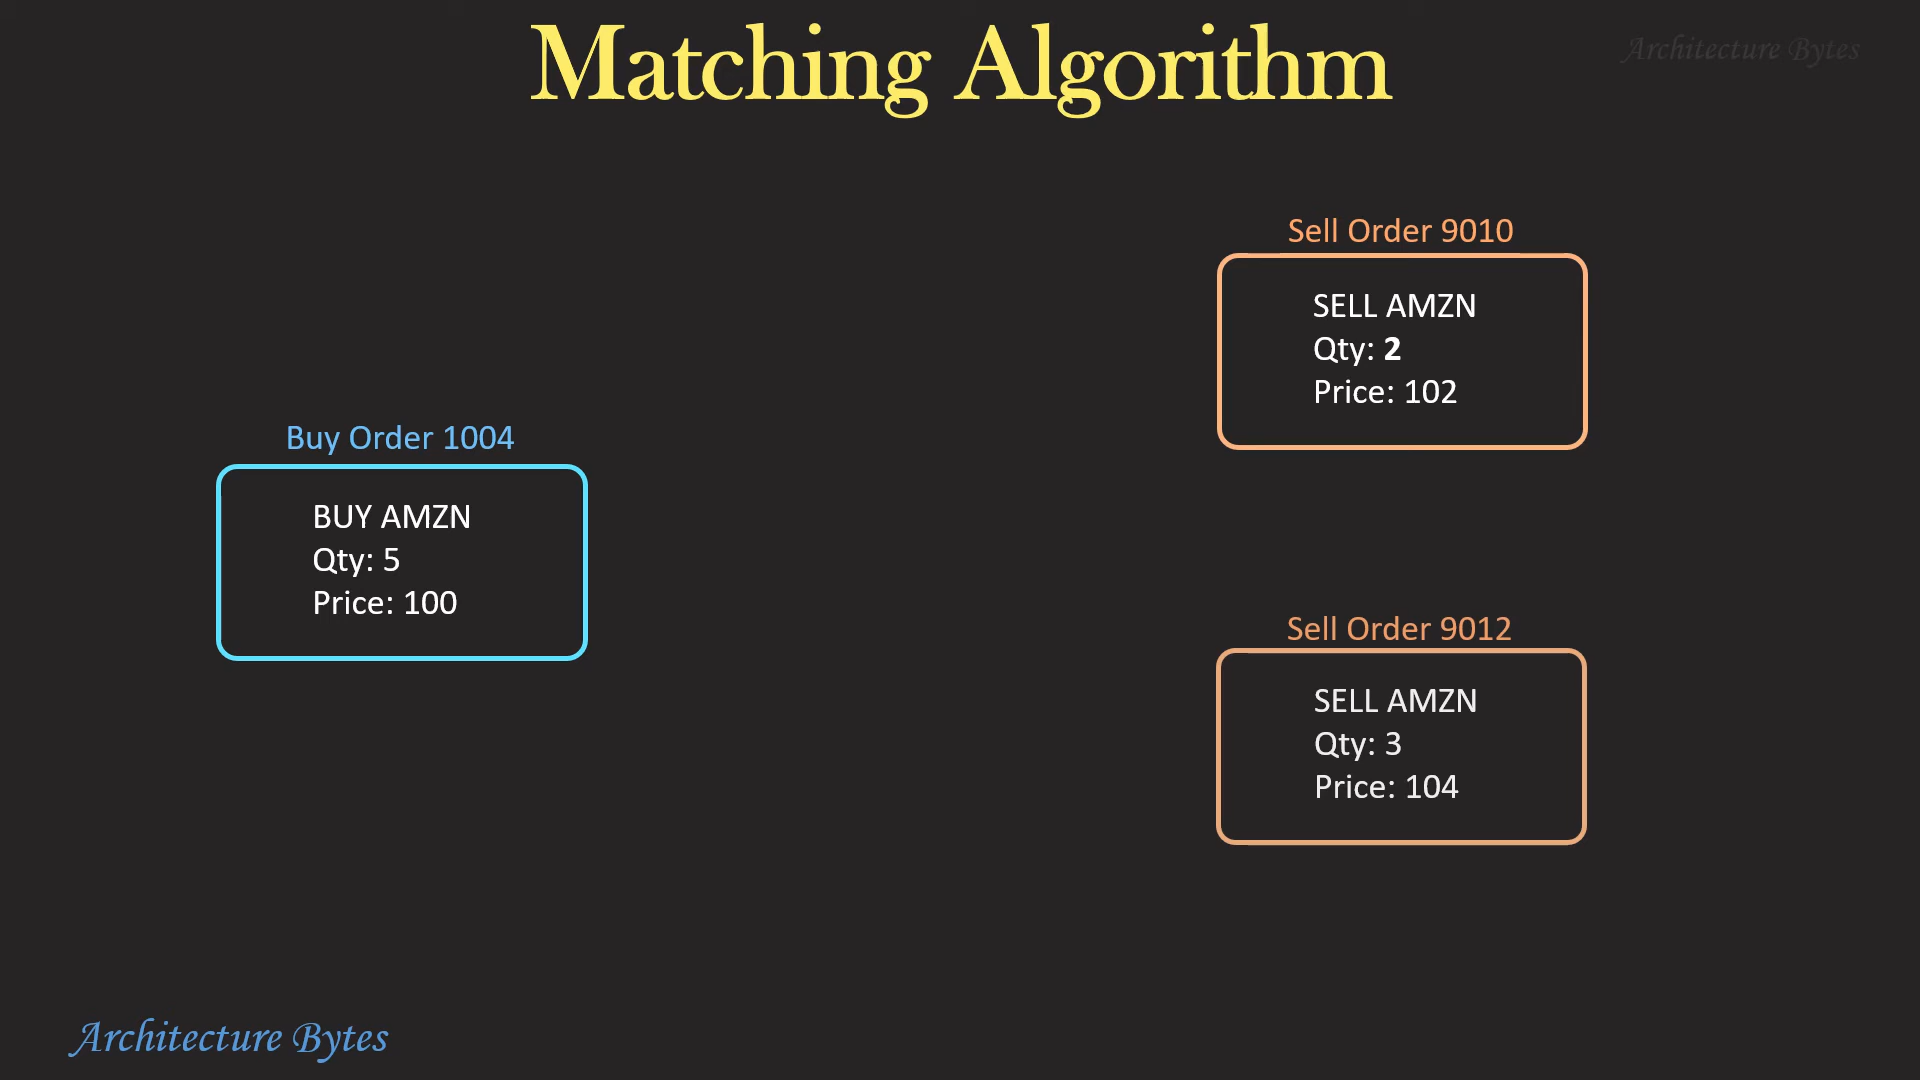 Matching Algorithm
Architecture Bytes
Sell Order 9010
SELL AMZN
Qty: 2
Price: 102
Buy Order 1004
BUY AMZN
Qty: 5
Price: 100
Sell Order 9012
SELL AMZN
Qty: 3
Price: 104
Architecture Bytes